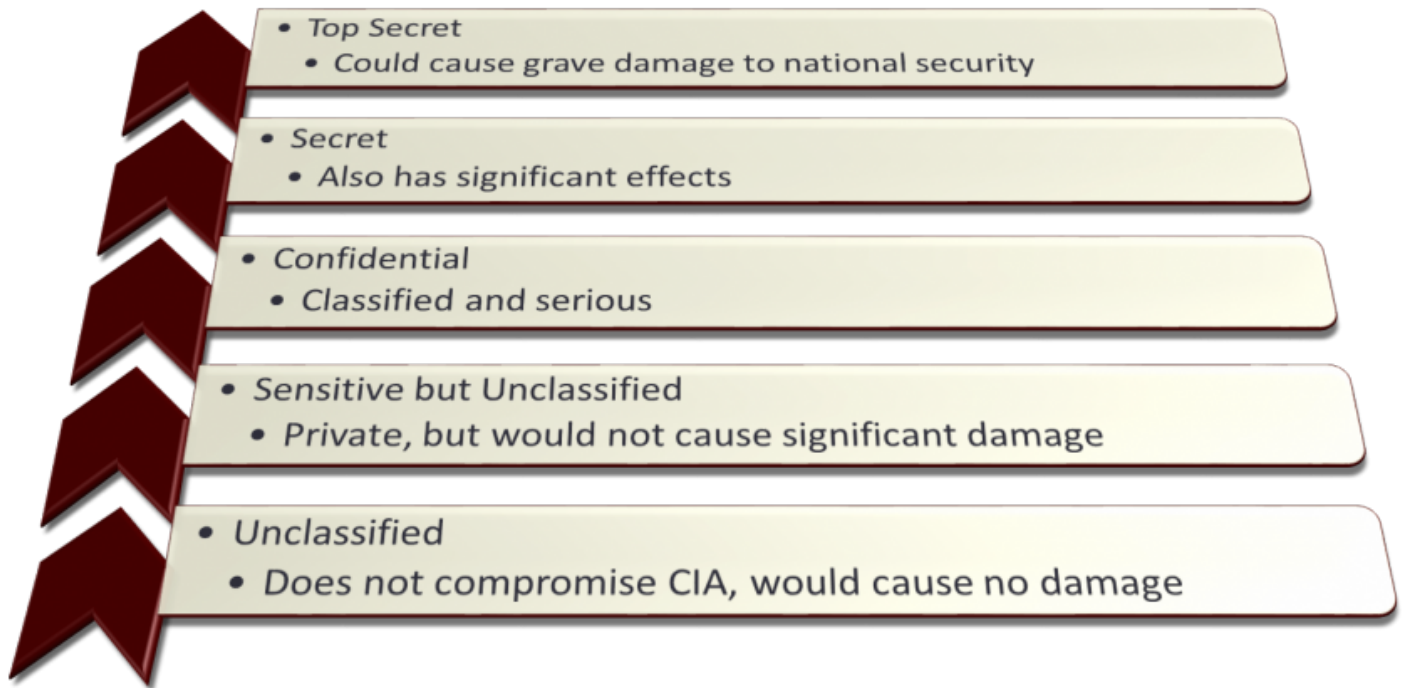 • Top Secret
• Could cause grave damage to national security
• Secret
• Also has significant effects
• Confidential
• Classified and serious
• Sensitive but Unclassified
• Private, but would not cause significant damage
• Unclassified
• Does not compromise CIA, would cause no damage